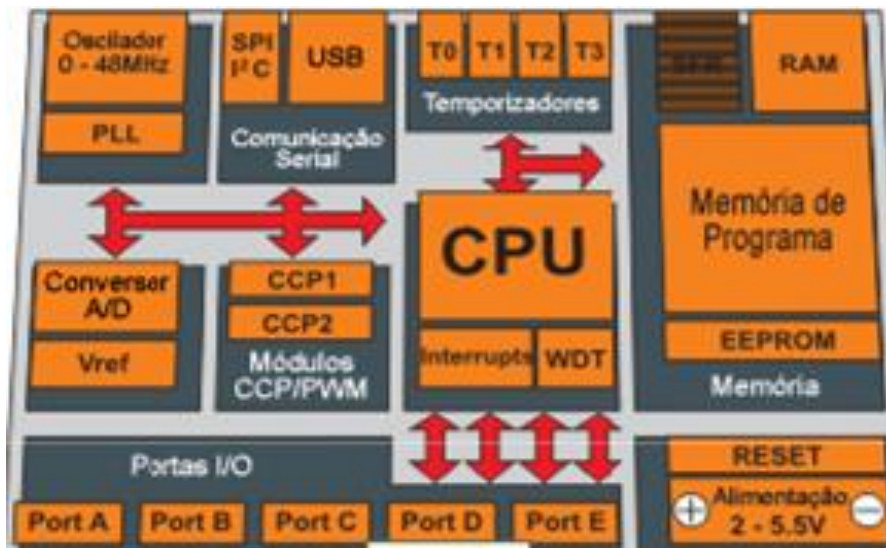 Oscilador
0 - 48MHz
PLL
SPI
I²C
USB
Comunicação
Serial
T0
T1
T2
T3
Temporizadores
SFR
RAM
Memória de
Programa
EEPROM
Memória
CPU
Interrupts
WDT
Conversor
A/D
Vref
CCP1
CCP2
Módulos
CCP/PWM
Portas I/O
Port A
Port B
Port C
Port D
Port E
RESET
Alimentação
2 - 5.5V